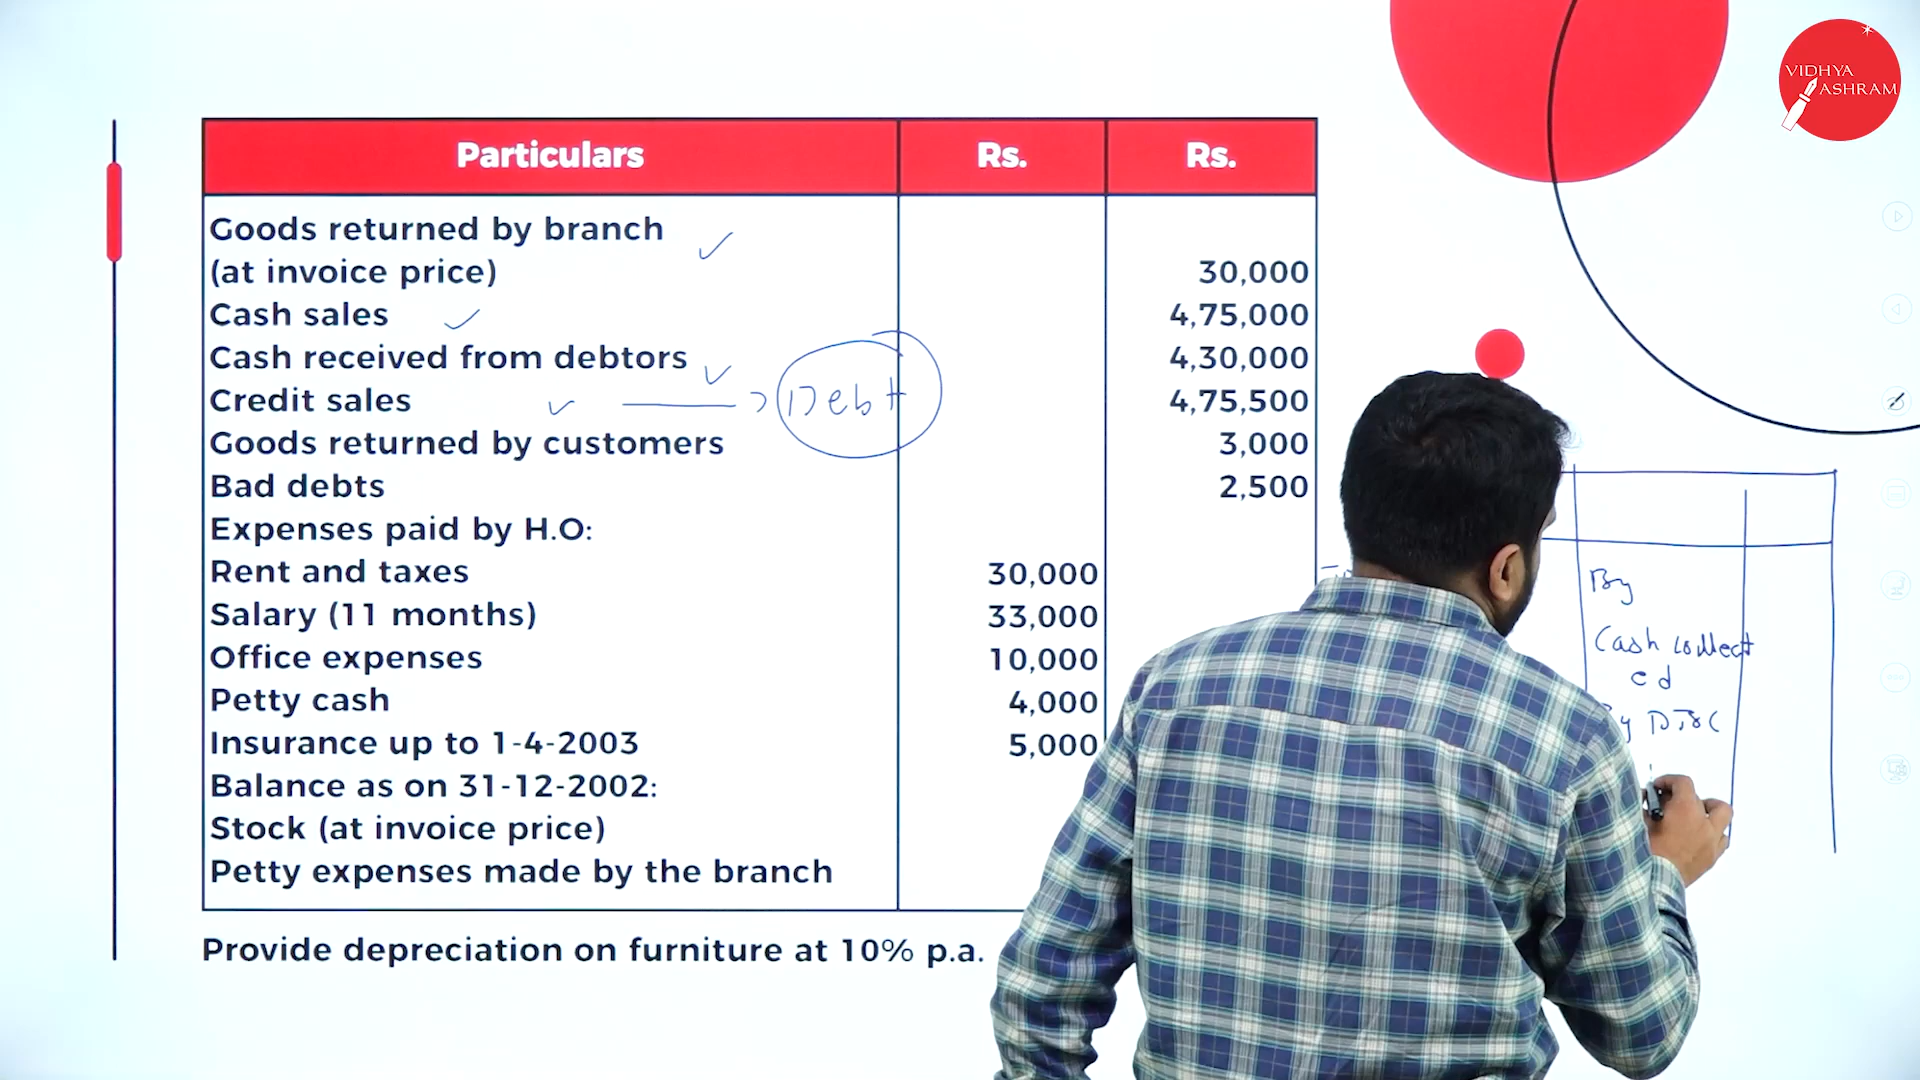 VIDHYA
ASHRAM
Particulars Rs. Rs.
Goods returned by branch
(at invoice price) 30,000
Cash sales 4,75,000
Cash received from debtors 4,30,000
Credit sales Debt 4,75,500
Goods returned by customers 3,000
Bad debts 2,500
Expenses paid by H.O:
Rent and taxes 30,000
Salary (11 months) 33,000
Office expenses 10,000
Petty cash 4,000
Insurance up to 1-4-2003 5,000
Balance as on 31-12-2002:
Stock (at invoice price)
Petty expenses made by the branch
Provide depreciation on furniture at 10% p.a.
By
Cash collect
ed
By Disc